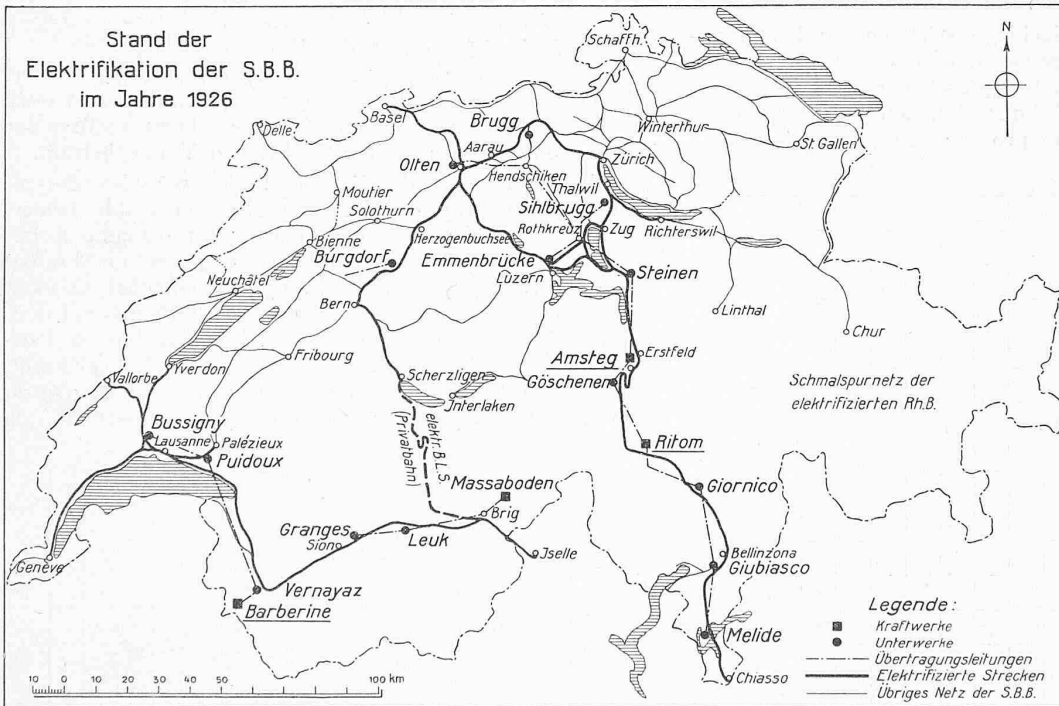 Stand der
Elektrifikation der S.B.B.
im Jahre 1926
N
Schaffh.
Basel
Brugg
Winterthur
Delle
Aarau
St. Gallen
Olten
Zürich
Hendschiken
Thalwil
Moutier
Sihlbrugg
Solothurn
Rothkreuz
Zug
Richterswil
Herzogenbuchsee
Bienne
Burgdorf
Emmenbrücke
Steinen
Luzern
Neuchâtel
Bern
Linthal
Chur
Fribourg
Amsteg
Erstfeld
Yverdon
Vallorbe
Scherzligen
Göschenen
Jnterlaken
Schmalspurnetz der
elektrifizierten Rh.B.
elektr. B.L.S.
(Privatbahn)
Bussigny
Lausanne
Palézieux
Ritom
Puidoux
Massaboden
Giornico
Brig
Granges
Sion
Leuk
Jselle
Bellinzona
Genève
Giubiasco
Vernayaz
Barberine
Melide
Chiasso
Legende:
Kraftwerke
Unterwerke
Übertragungsleitungen
Elektrifizierte Strecken
Übriges Netz der S.B.B.
10 0 10 20 30 40 50 100 km